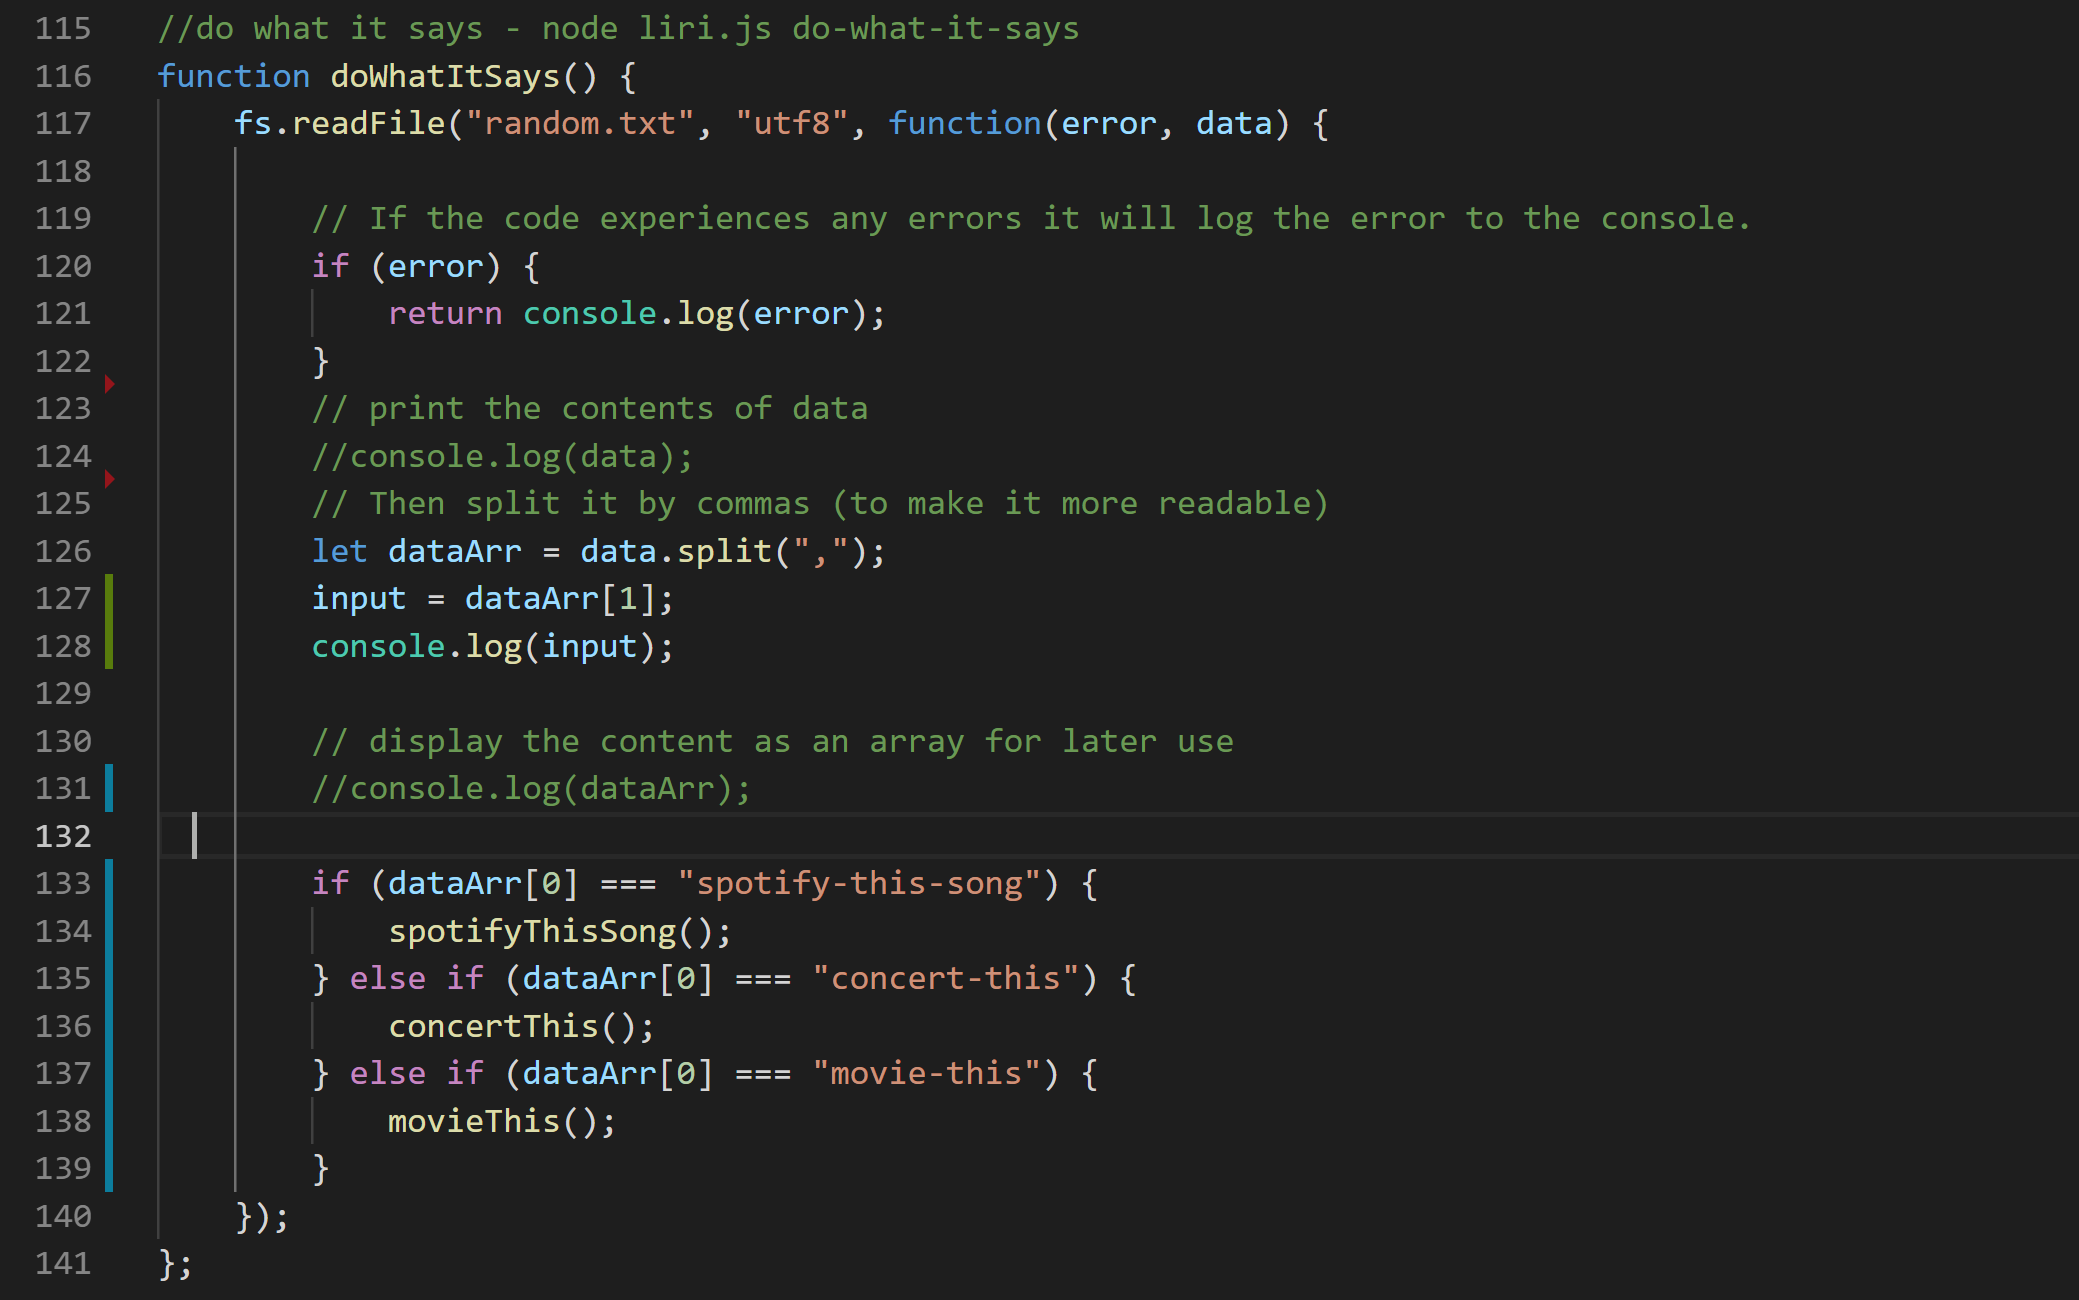 115 //do what it says - node liri.js do-what-it-says
116 function doWhatItSays() {
117     fs.readFile("random.txt", "utf8", function(error, data) {
118
119         // If the code experiences any errors it will log the error to the console.
120         if (error) {
121             return console.log(error);
122         }
123         // print the contents of data
124         //console.log(data);
125         // Then split it by commas (to make it more readable)
126         let dataArr = data.split(",");
127         input = dataArr[1];
128         console.log(input);
129
130         // display the content as an array for later use
131         //console.log(dataArr);
132
133         if (dataArr[0] === "spotify-this-song") {
134             spotifyThisSong();
135         } else if (dataArr[0] === "concert-this") {
136             concertThis();
137         } else if (dataArr[0] === "movie-this") {
138             movieThis();
139         }
140     });
141 };